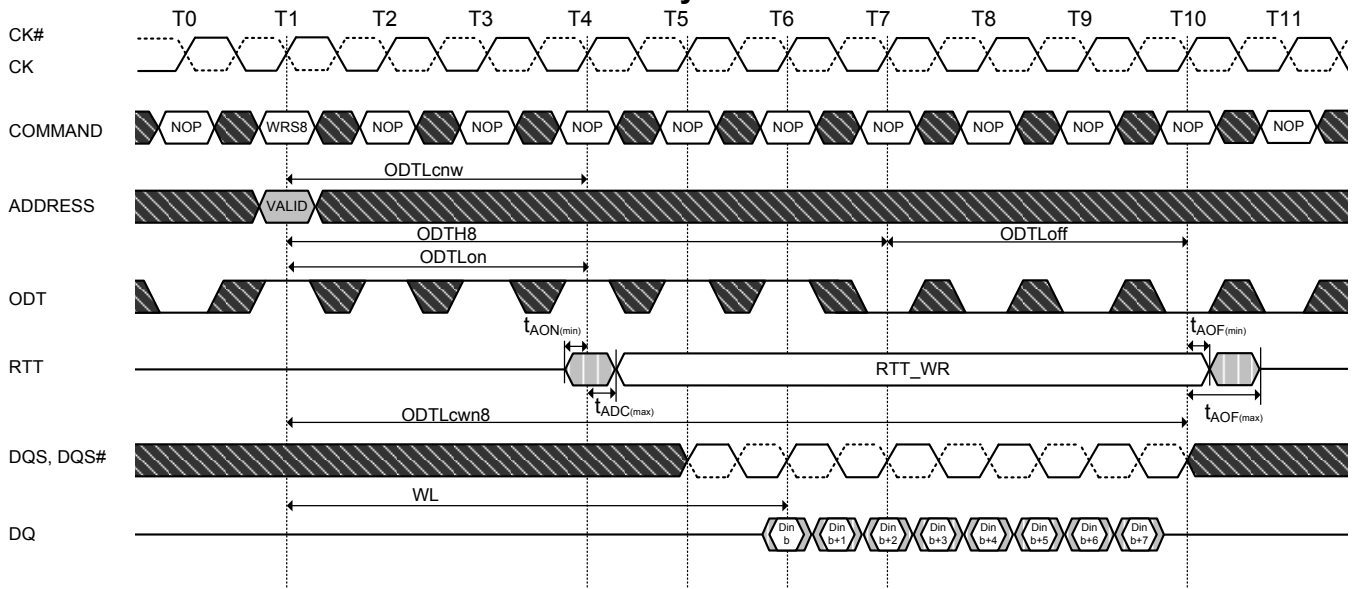 T0 T1 T2 T3 T4 T5 T6 T7 T8 T9 T10 T11
CK#
CK
COMMAND NOP WRS8 NOP NOP NOP NOP NOP NOP NOP NOP NOP NOP
ODTLcnw
ADDRESS VALID
ODTH8 ODTLoff
ODTLon
ODT
tAON(min) tAOF(min)
RTT RTT_WR
tADC(max) tAOF(max)
ODTLcwn8
DQS, DQS#
WL
DQ Din b Din b+1 Din b+2 Din b+3 Din b+4 Din b+5 Din b+6 Din b+7